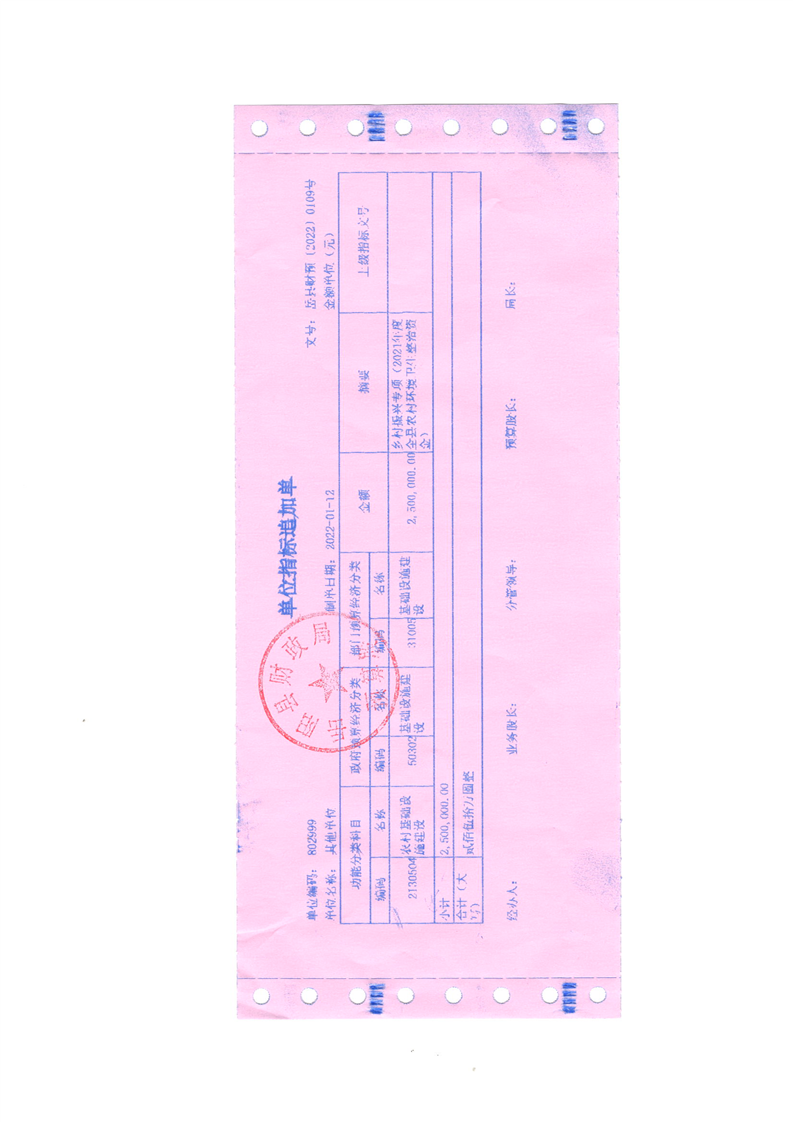 单位指标追加单
文号：岳县财预（2022）0109号
单位编码：802999
制单日期：2022-01-12
金额单位（元）
单位名称：其他单位
功能分类科目 政府预算经济分类 部门预算经济分类 金额 摘要 上级指标文号
编码 名称 编码 名称 编码 名称
2130504 农村基础设施建设 50302 基础设施建设 31005 基础设施建设 2,500,000.00 乡村振兴专项（2021年度
全县农村环境卫生整治资
金）
小计 2,500,000.00
合计（大写） 贰佰伍拾万圆整
经办人： 业务股长： 分管领导： 预算股长： 局长：
县财政